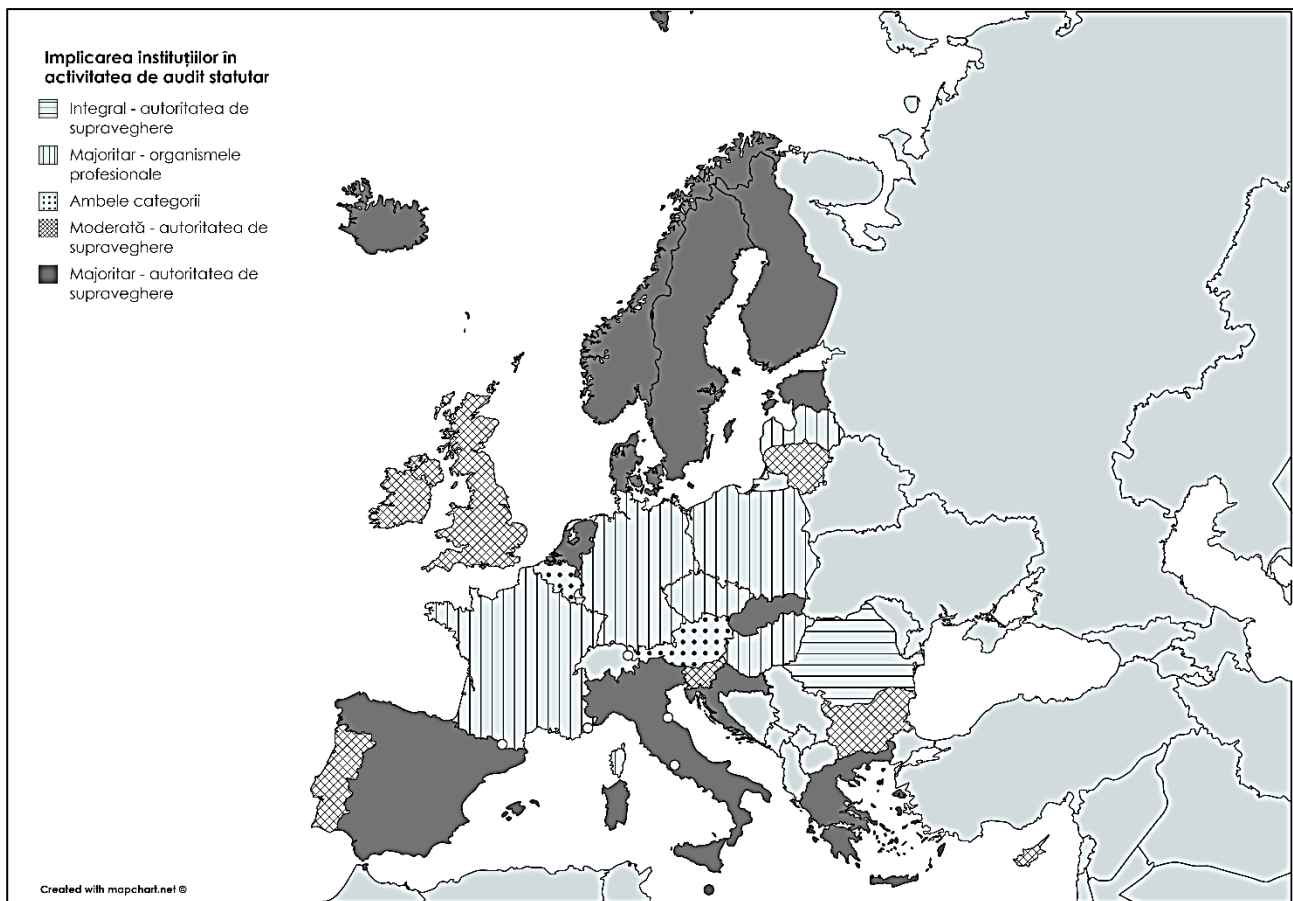 Implicarea instituțiilor în
activitatea de audit statutar
Integral - autoritatea de
supraveghere
Majoritar - organismele
profesionale
Ambele categorii
Moderată - autoritatea de
supraveghere
Majoritar - autoritatea de
supraveghere
Created with mapchart.net ©